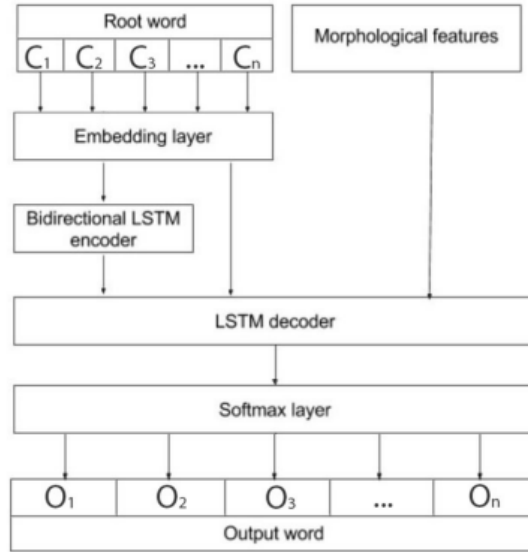 Root word
Morphological features
C1 C2 C3 ... Cn
Embedding layer
Bidirectional LSTM
encoder
LSTM decoder
Softmax layer
O1 O2 O3 ... On
Output word